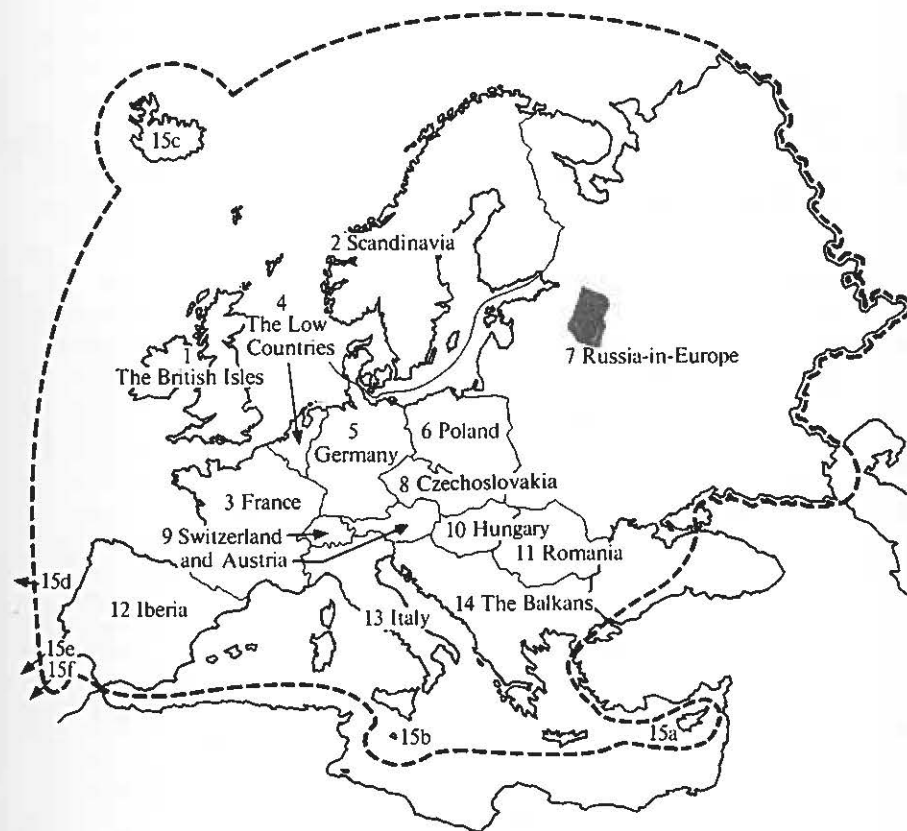 15c
2 Scandinavia
4
The Low
Countries
1
The British Isles
7 Russia-in-Europe
5
Germany
6 Poland
8 Czechoslovakia
3 France
9 Switzerland
and Austria
10 Hungary
11 Romania
15d
12 Iberia
13 Italy
14 The Balkans
15e
15f
15b
15a